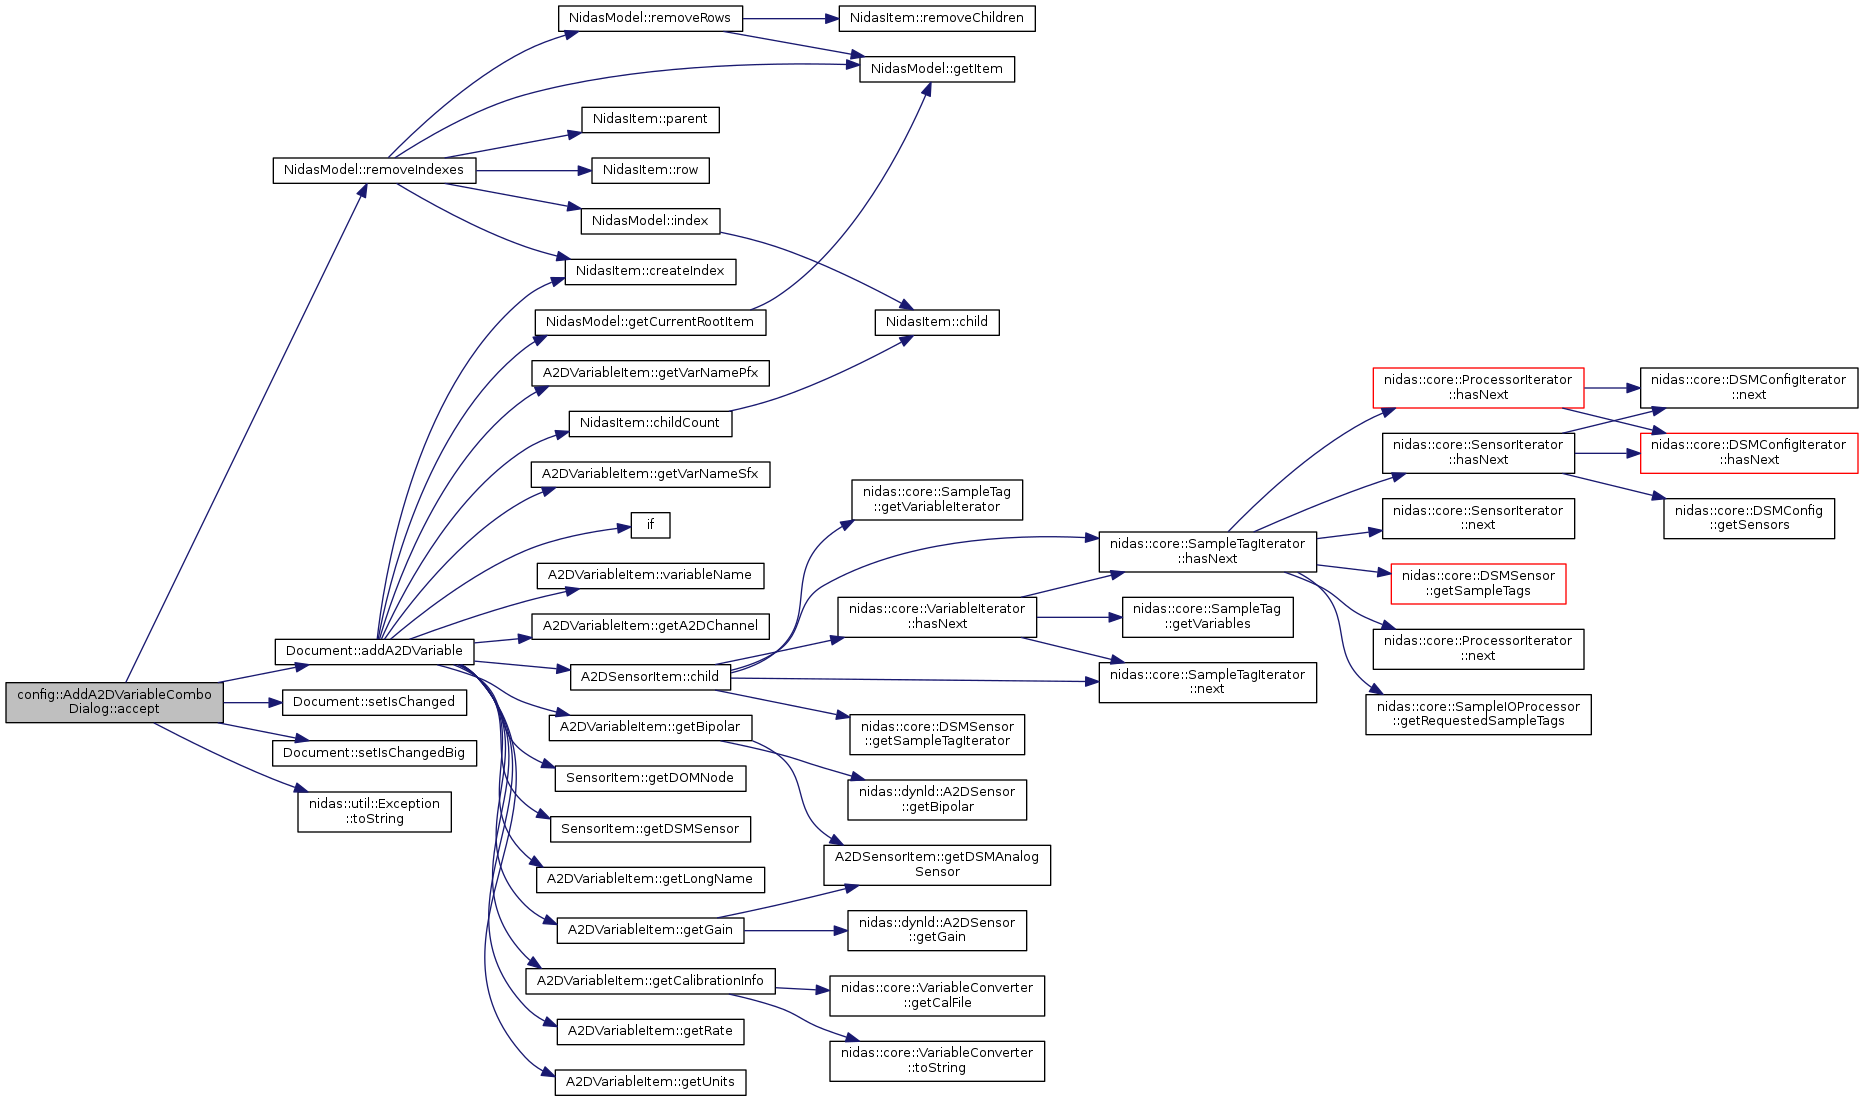 config::AddA2DVariableCombo
Dialog::accept
NidasModel::removeIndexes
Document::addA2DVariable
Document::setIsChanged
Document::setIsChangedBig
nidas::util::Exception
::toString
NidasModel::removeRows
NidasItem::parent
NidasItem::row
NidasModel::index
NidasItem::createIndex
NidasModel::getCurrentRootItem
A2DVariableItem::getVarNamePfx
NidasItem::childCount
A2DVariableItem::getVarNameSfx
if
A2DVariableItem::variableName
A2DVariableItem::getA2DChannel
A2DSensorItem::child
A2DVariableItem::getBipolar
SensorItem::getDOMNode
SensorItem::getDSMSensor
A2DVariableItem::getLongName
A2DVariableItem::getGain
A2DVariableItem::getCalibrationInfo
A2DVariableItem::getRate
A2DVariableItem::getUnits
NidasItem::removeChildren
NidasModel::getItem
NidasItem::child
nidas::core::SampleTag
::getVariableIterator
nidas::core::VariableIterator
::hasNext
nidas::core::DSMSensor
::getSampleTagIterator
nidas::dynld::A2DSensor
::getBipolar
A2DSensorItem::getDSMAnalog
Sensor
nidas::dynld::A2DSensor
::getGain
nidas::core::VariableConverter
::getCalFile
nidas::core::VariableConverter
::toString
nidas::core::SampleTagIterator
::hasNext
nidas::core::SampleTag
::getVariables
nidas::core::SampleTagIterator
::next
nidas::core::ProcessorIterator
::hasNext
nidas::core::SensorIterator
::hasNext
nidas::core::SensorIterator
::next
nidas::core::DSMSensor
::getSampleTags
nidas::core::ProcessorIterator
::next
nidas::core::SampleIOProcessor
::getRequestedSampleTags
nidas::core::DSMConfigIterator
::next
nidas::core::DSMConfigIterator
::hasNext
nidas::core::DSMConfig
::getSensors